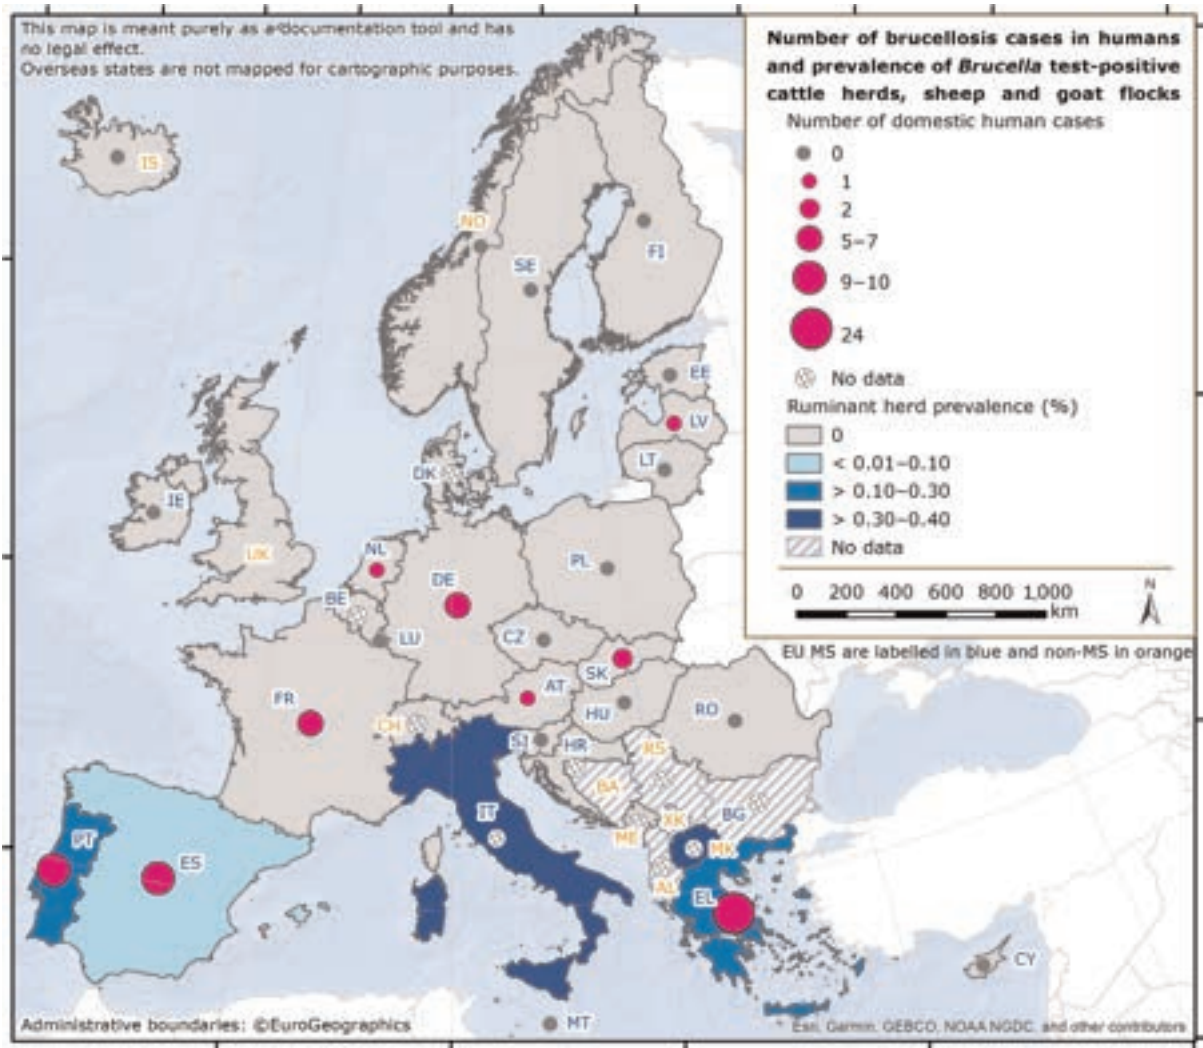 This map is meant purely as a documentation tool and has
no legal effect.
Overseas states are not mapped for cartographic purposes.
Number of brucellosis cases in humans
and prevalence of Brucella test-positive
cattle herds, sheep and goat flocks
Number of domestic human cases
0
1
2
5–7
9–10
24
No data
Ruminant herd prevalence (%)
0
< 0.01–0.10
> 0.10–0.30
> 0.30–0.40
No data
0 200 400 600 800 1,000
km
N
EU MS are labelled in blue and non-MS in orange
IS
NO
SE
FI
EE
LV
LT
DK
IE
UK
NL
BE
LU
DE
PL
CZ
SK
AT
HU
RO
FR
CH
SI
HR
RS
BA
IT
ME
XK
BG
MK
AL
EL
PT
ES
CY
MT
Administrative boundaries: ©EuroGeographics
Esri, Garmin, GEBCO, NOAA NGDC, and other contributors